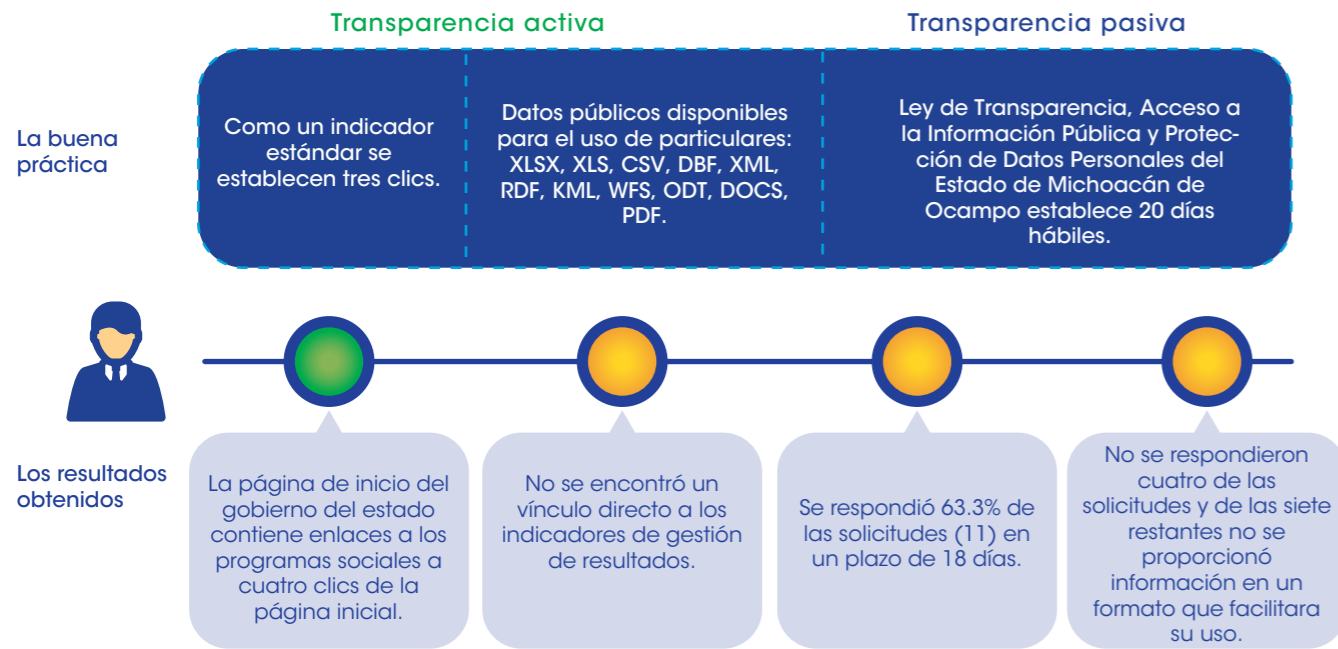 Transparencia activa
Transparencia pasiva
La buena
práctica
Como un indicador
estándar se
establecen tres clics.
Datos públicos disponibles
para el uso de particulares:
XLSX, XLS, CSV, DBF, XML,
RDF, KML, WFS, ODT, DOCS,
PDF.
Ley de Transparencia, Acceso a
la Información Pública y Protec-
ción de Datos Personales del
Estado de Michoacán de
Ocampo establece 20 días
hábiles.
Los resultados
obtenidos
La página de inicio del
gobierno del estado
contiene enlaces a los
programas sociales a
cuatro clics de la
página inicial.
No se encontró un
vínculo directo a los
indicadores de gestión
de resultados.
Se respondió 63.3% de
las solicitudes (11) en
un plazo de 18 días.
No se respondieron
cuatro de las
solicitudes y de las siete
restantes no se
proporcionó
información en un
formato que facilitara
su uso.